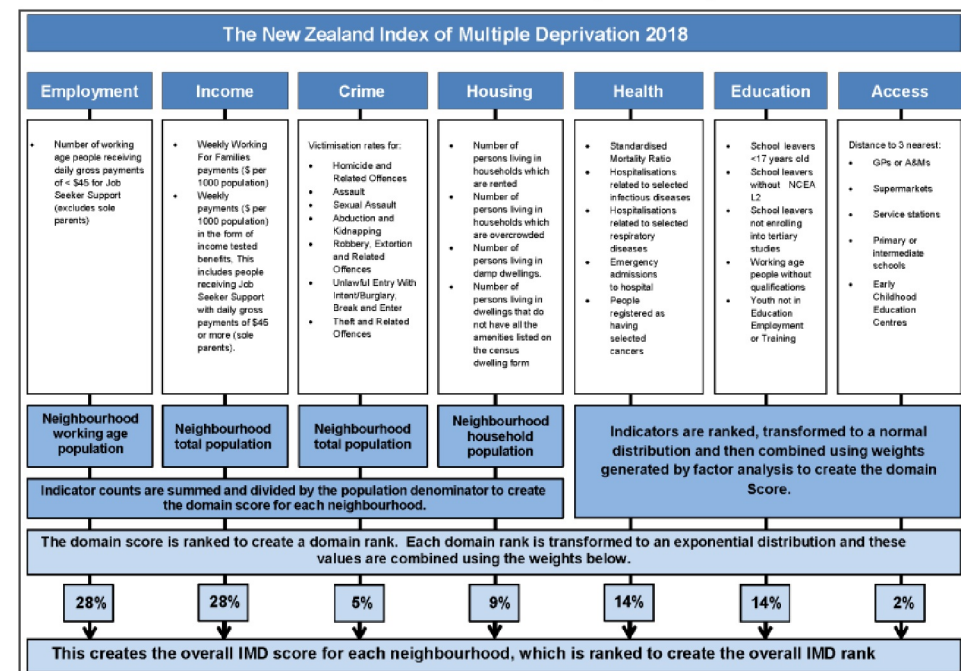 The New Zealand Index of Multiple Deprivation 2018
Employment
Income
Crime
Housing
Health
Education
Access
Number of working
age people receiving
daily gross payments
of < $45 for Job
Seeker Support
(excludes sole
parents)
Weekly Working
For Families
payments ($ per
1000 population)
Weekly
payments ($ per
1000 population)
in the form of
income tested
benefits, This
includes people
receiving Job
Seeker Support
with daily gross
payments of $45
or more (sole
parents).
Victimisation rates for:
Homicide and
Related Offences
Assault
Sexual Assault
Abduction and
Kidnapping
Robbery, Extortion
and Related
Offences
Unlawful Entry With
Intent/Burglary,
Break and Enter
Theft and Related
Offences
Number of
persons living in
households which
are rented
Number of
persons living in
households which
are overcrowded
Number of
persons living in
damp dwellings.
Number of
persons living in
dwellings that do
not have all the
amenities listed on
the census
dwelling form
Standardised
Mortality Ratio
Hospitalisations
related to selected
infectious diseases
Hospitalisations
related to selected
respiratory
diseases
Emergency
admissions
to hospital
People
registered as
having
selected
cancers
School leavers
<17 years old
School leavers
without NCEA
L2
School leavers
not enrolling
into tertiary
studies
Working age
people without
qualifications
Youth not in
Education
Employment
or Training
Distance to 3 nearest:
GPs or A&Ms
Supermarkets
Service stations
Primary or
intermediate
schools
Early
Childhood
Education
Centres
Neighbourhood
working age
population
Neighbourhood
total population
Neighbourhood
total population
Neighbourhood
household
population
Indicators are ranked, transformed to a normal
distribution and then combined using weights
generated by factor analysis to create the domain
Score.
Indicator counts are summed and divided by the population denominator to create
the domain score for each neighbourhood.
The domain score is ranked to create a domain rank. Each domain rank is transformed to an exponential distribution and these
values are combined using the weights below.
28%
28%
5%
9%
14%
14%
2%
This creates the overall IMD score for each neighbourhood, which is ranked to create the overall IMD rank